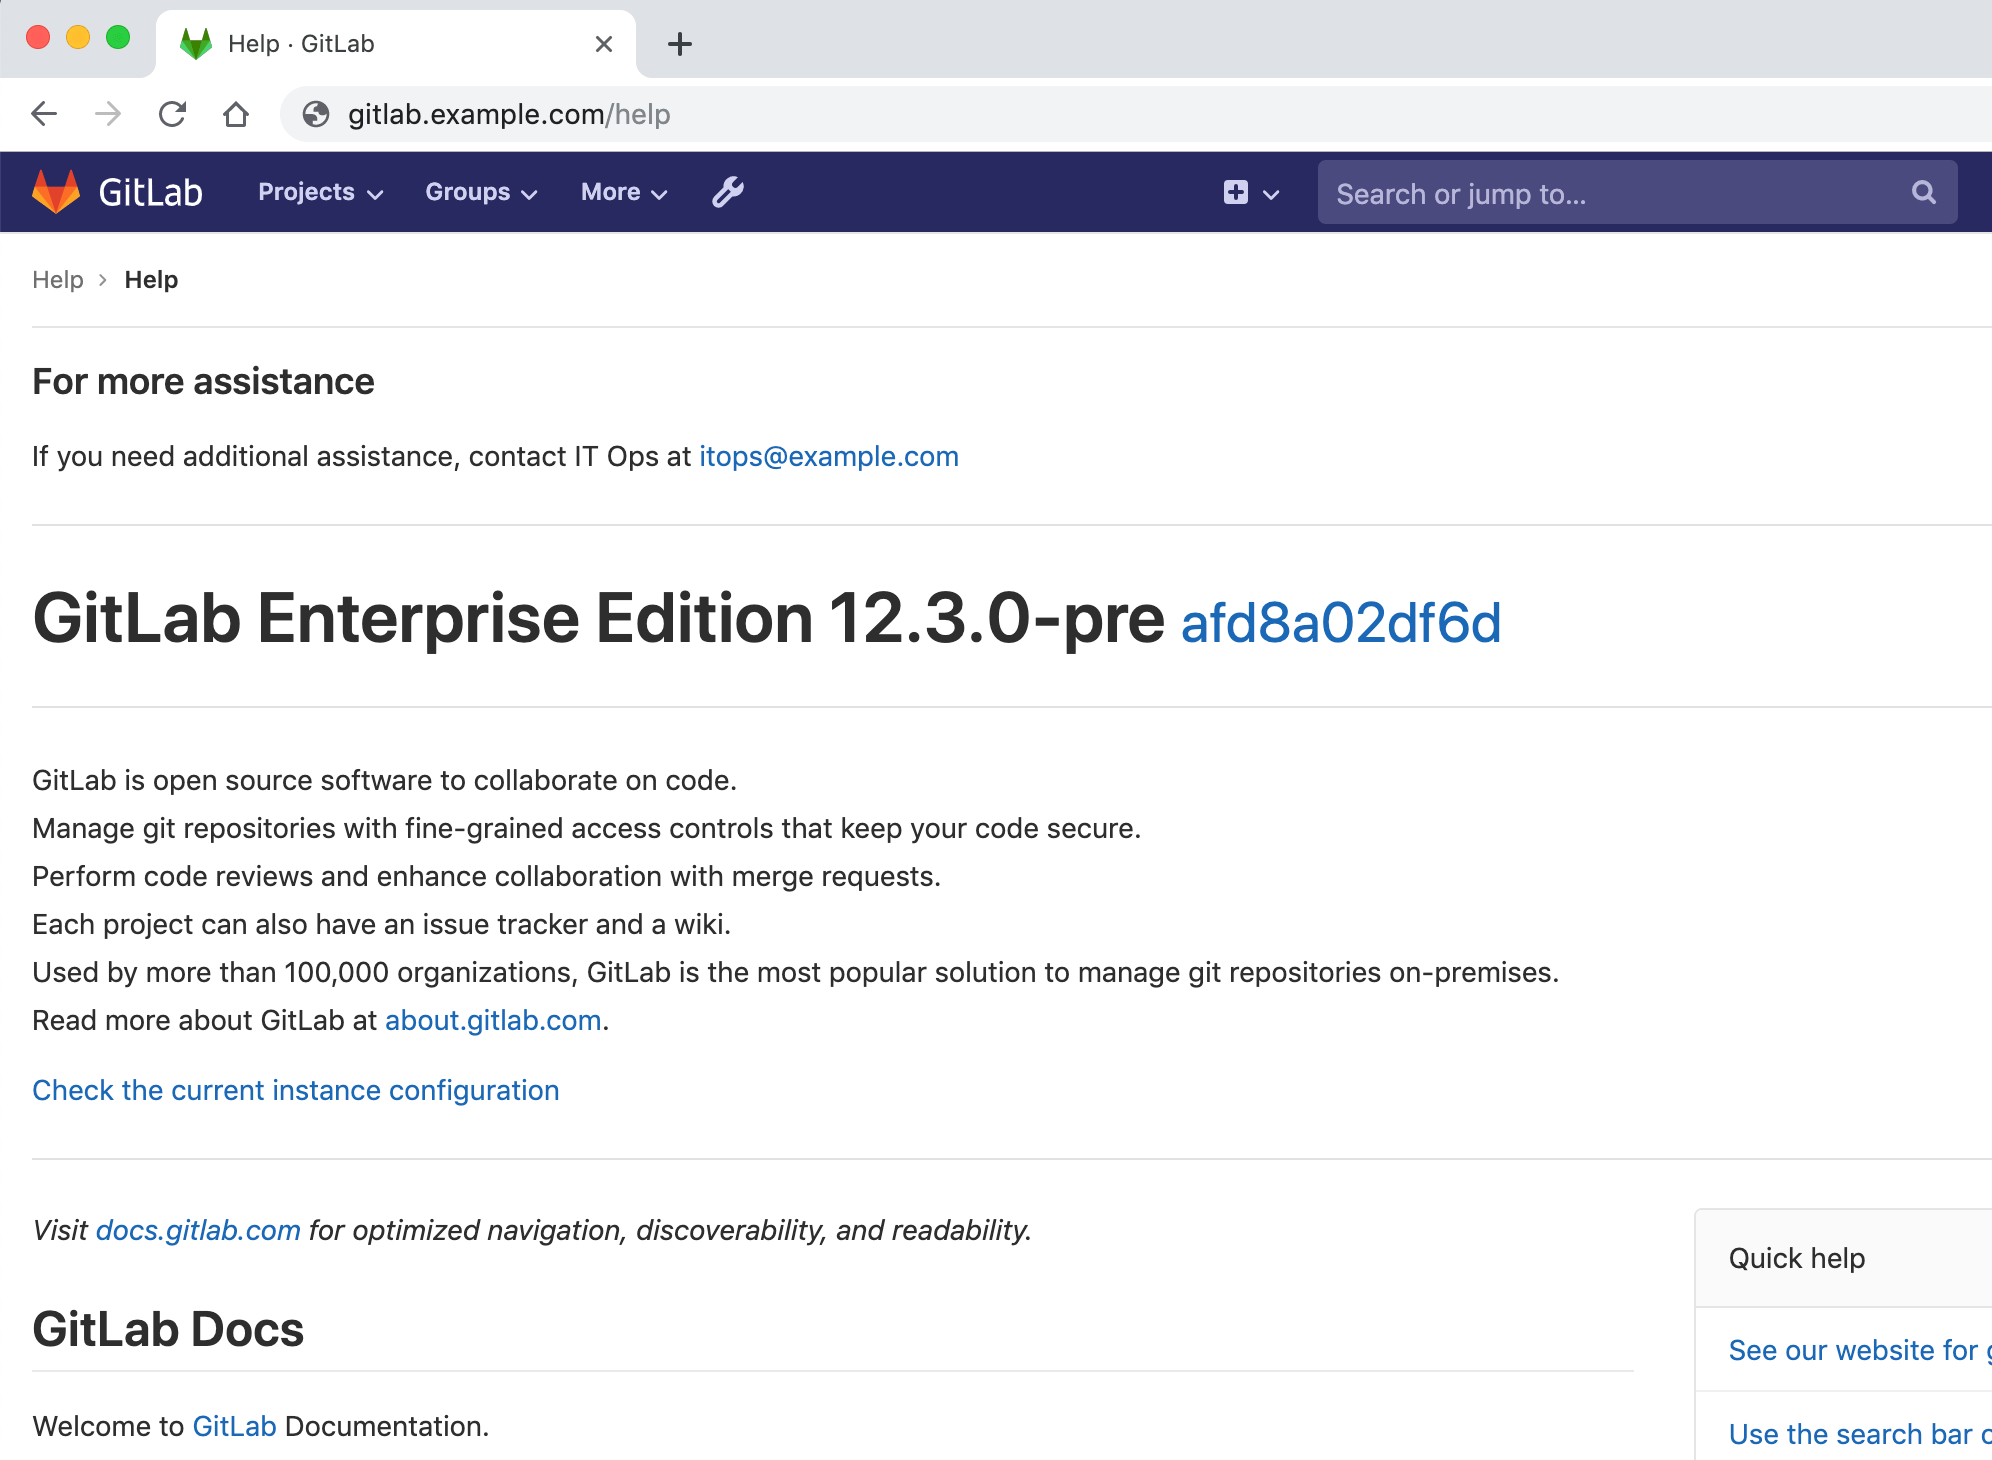 Help · GitLab
gitlab.example.com/help
GitLab Projects Groups More Search or jump to...
Help › Help
For more assistance
If you need additional assistance, contact IT Ops at itops@example.com
GitLab Enterprise Edition 12.3.0-pre afd8a02df6d
GitLab is open source software to collaborate on code.
Manage git repositories with fine-grained access controls that keep your code secure.
Perform code reviews and enhance collaboration with merge requests.
Each project can also have an issue tracker and a wiki.
Used by more than 100,000 organizations, GitLab is the most popular solution to manage git repositories on-premises.
Read more about GitLab at about.gitlab.com.
Check the current instance configuration
Visit docs.gitlab.com for optimized navigation, discoverability, and readability.
GitLab Docs
Welcome to GitLab Documentation.
Quick help
See our website for
Use the search bar